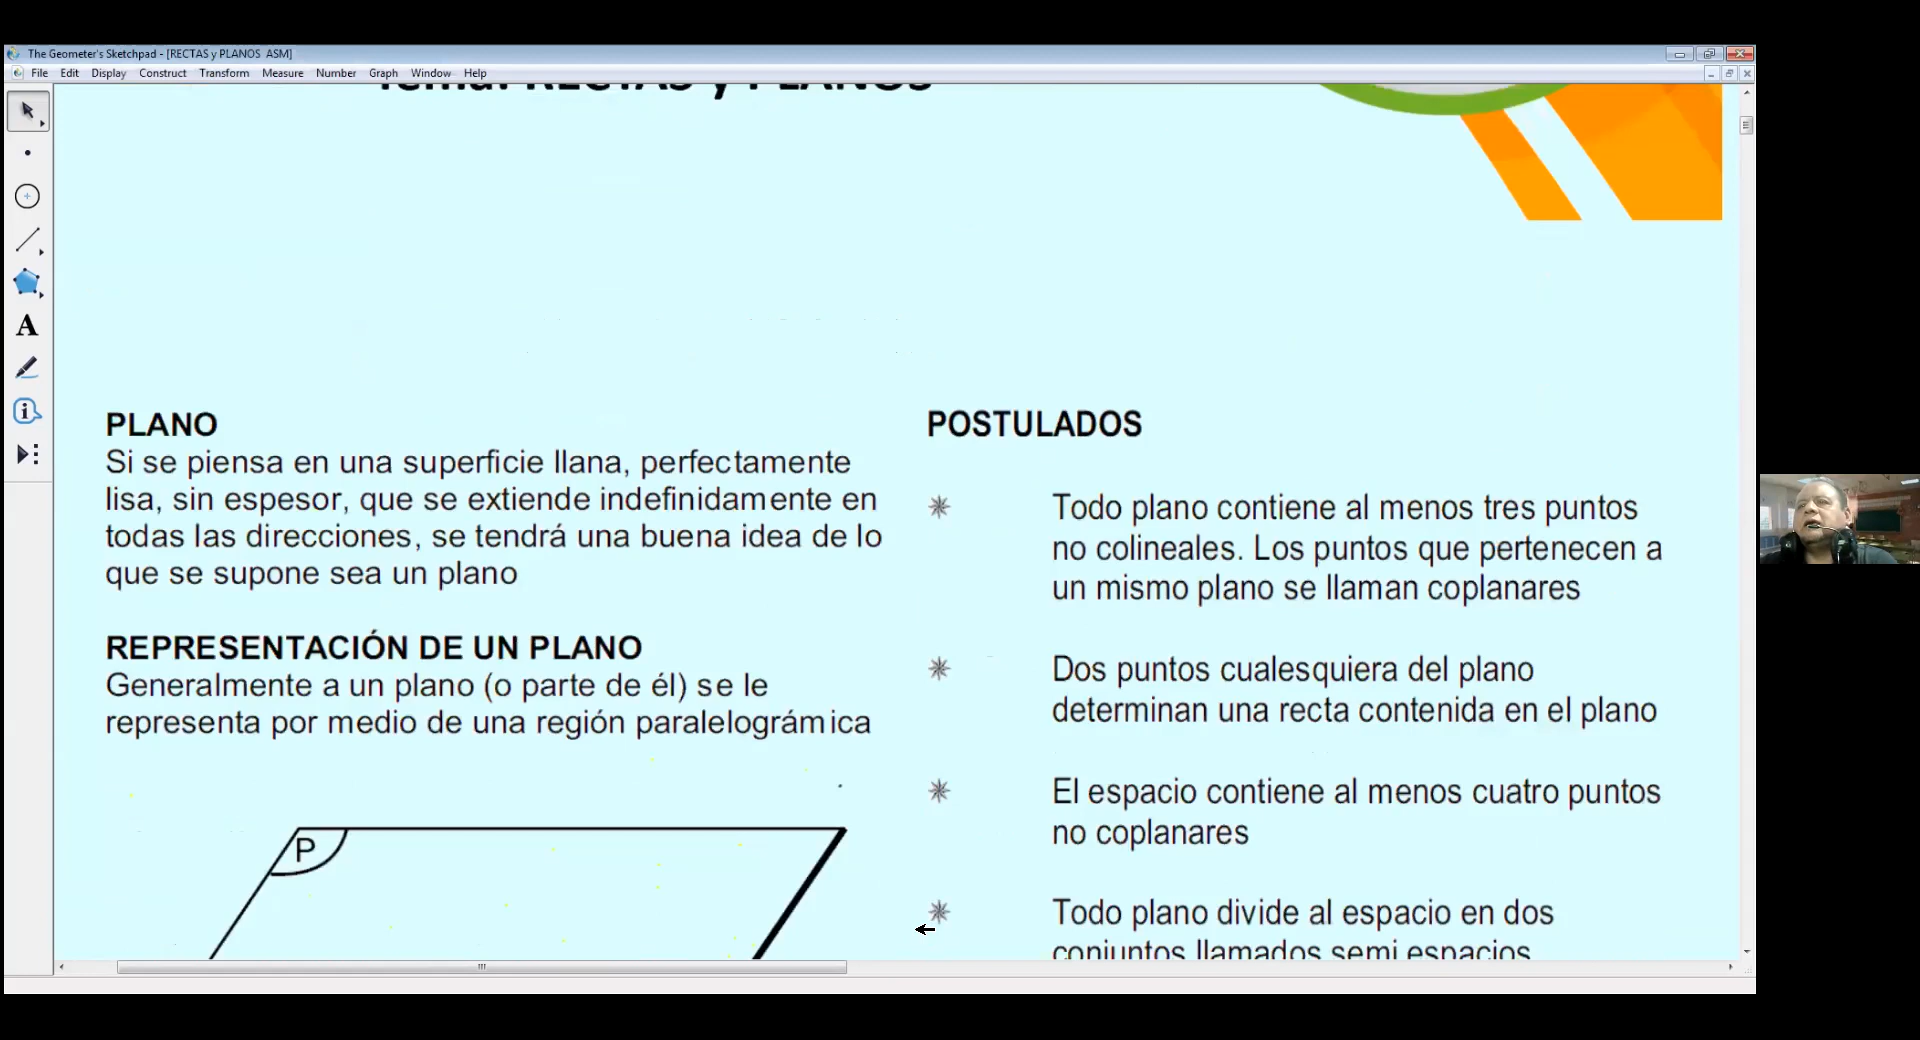 The Geometer's Sketchpad - [RECTAS y PLANOS ASM]
File Edit Display Construct Transform Measure Number Graph Window Help
Tema: RECTAS y PLANOS
A
PLANO
Si se piensa en una superficie llana, perfectamente
lisa, sin espesor, que se extiende indefinidamente en
todas las direcciones, se tendrá una buena idea de lo
que se supone sea un plano
REPRESENTACIÓN DE UN PLANO
Generalmente a un plano (o parte de él) se le
representa por medio de una región paralelográmica
P
POSTULADOS
Todo plano contiene al menos tres puntos
no colineales. Los puntos que pertenecen a
un mismo plano se llaman coplanares
Dos puntos cualesquiera del plano
determinan una recta contenida en el plano
El espacio contiene al menos cuatro puntos
no coplanares
Todo plano divide al espacio en dos
conjuntos llamados semi espacios